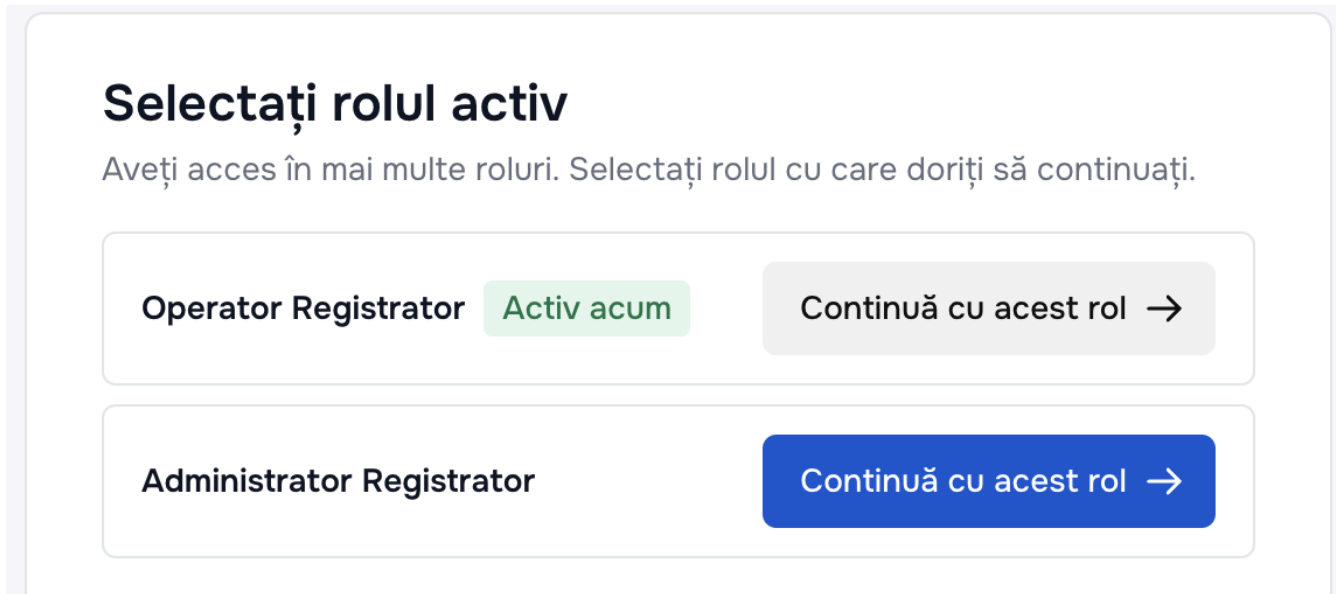 Selectați rolul activ
Aveți acces în mai multe roluri. Selectați rolul cu care doriți să continuați.
Operator Registrator Activ acum Continuă cu acest rol →
Administrator Registrator Continuă cu acest rol →